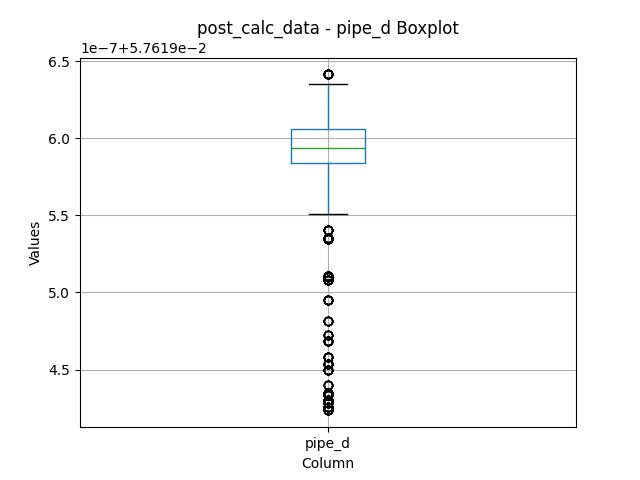 post_calc_data - pipe_d Boxplot
1e−7+5.7619e−2
6.5
6.0
5.5
5.0
4.5
Values
pipe_d
Column